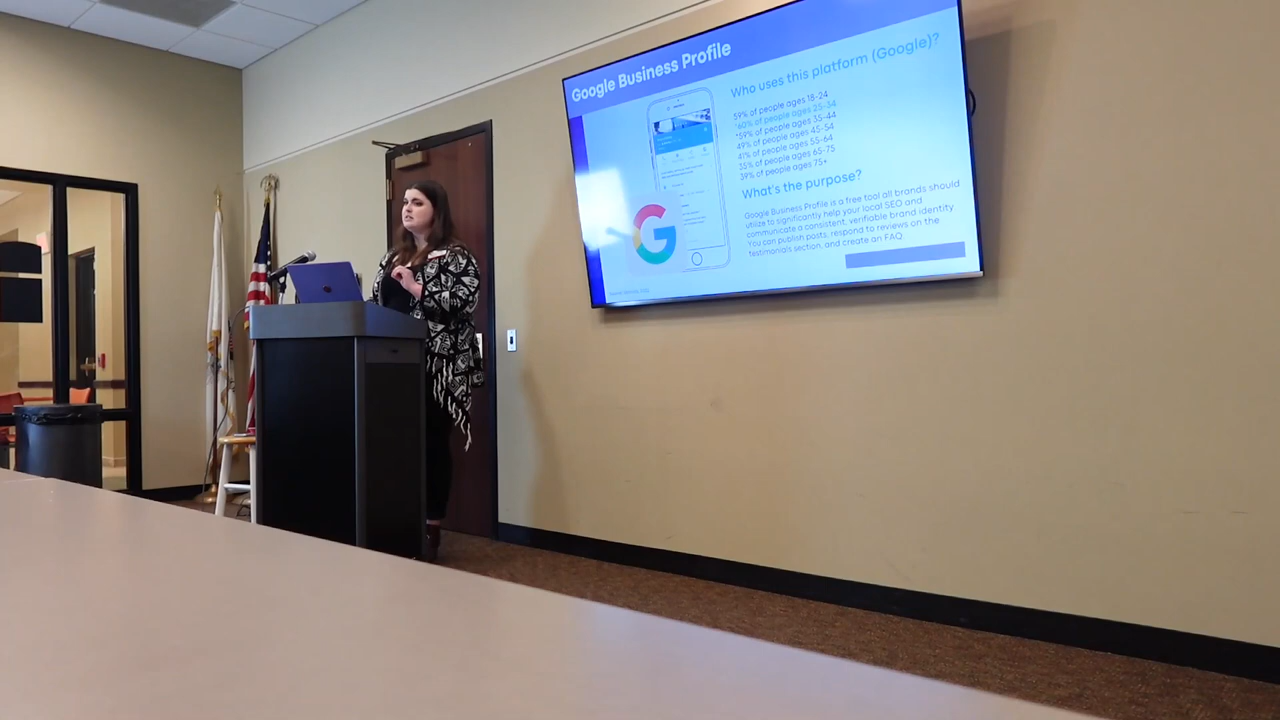 Google Business Profile
Who uses this platform (Google)?
59% of people ages 18-24
*60% of people ages 25-34
*59% of people ages 35-44
49% of people ages 45-54
41% of people ages 55-64
35% of people ages 65-75
39% of people ages 75+
What's the purpose?
Google Business Profile is a free tool all brands should
utilize to significantly help your local SEO and
communicate a consistent, verifiable brand identity
You can publish posts, respond to reviews on the
testimonials section, and create an FAQ.